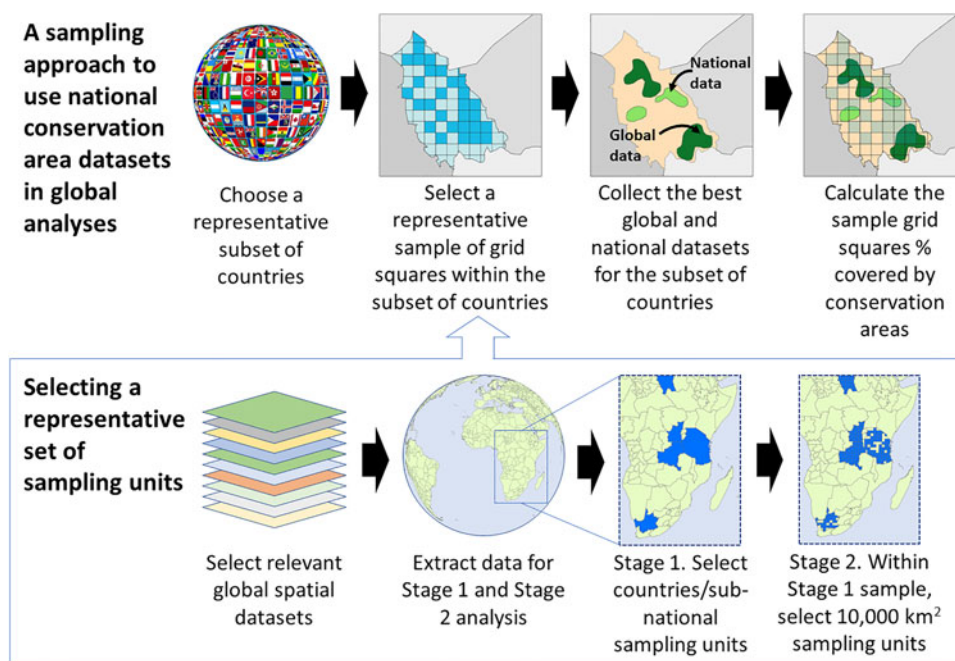 A sampling
approach to
use national
conservation
area datasets
in global
analyses
Choose a
representative
subset of
countries
Select a
representative
sample of grid
squares within the
subset of countries
National
data
Global
data
Collect the best
global and
national datasets
for the subset of
countries
Calculate the
sample grid
squares %
covered by
conservation
areas
Selecting a
representative
set of
sampling units
Select relevant
global spatial
datasets
Extract data for
Stage 1 and Stage
2 analysis
Stage 1. Select
countries/sub-
national
sampling units
Stage 2. Within
Stage 1 sample,
select 10,000 km²
sampling units